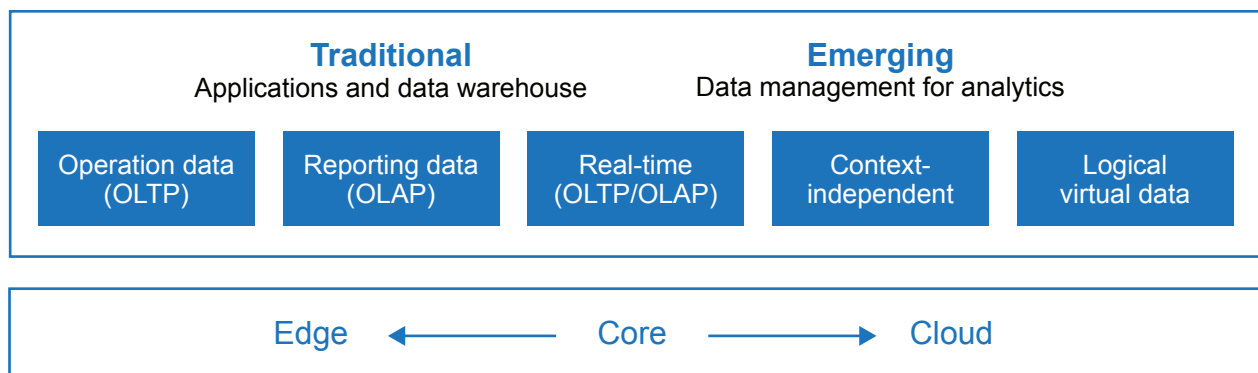 Traditional
Applications and data warehouse
Emerging
Data management for analytics
Operation data
(OLTP)
Reporting data
(OLAP)
Real-time
(OLTP/OLAP)
Context-
independent
Logical
virtual data
Edge
Core
Cloud